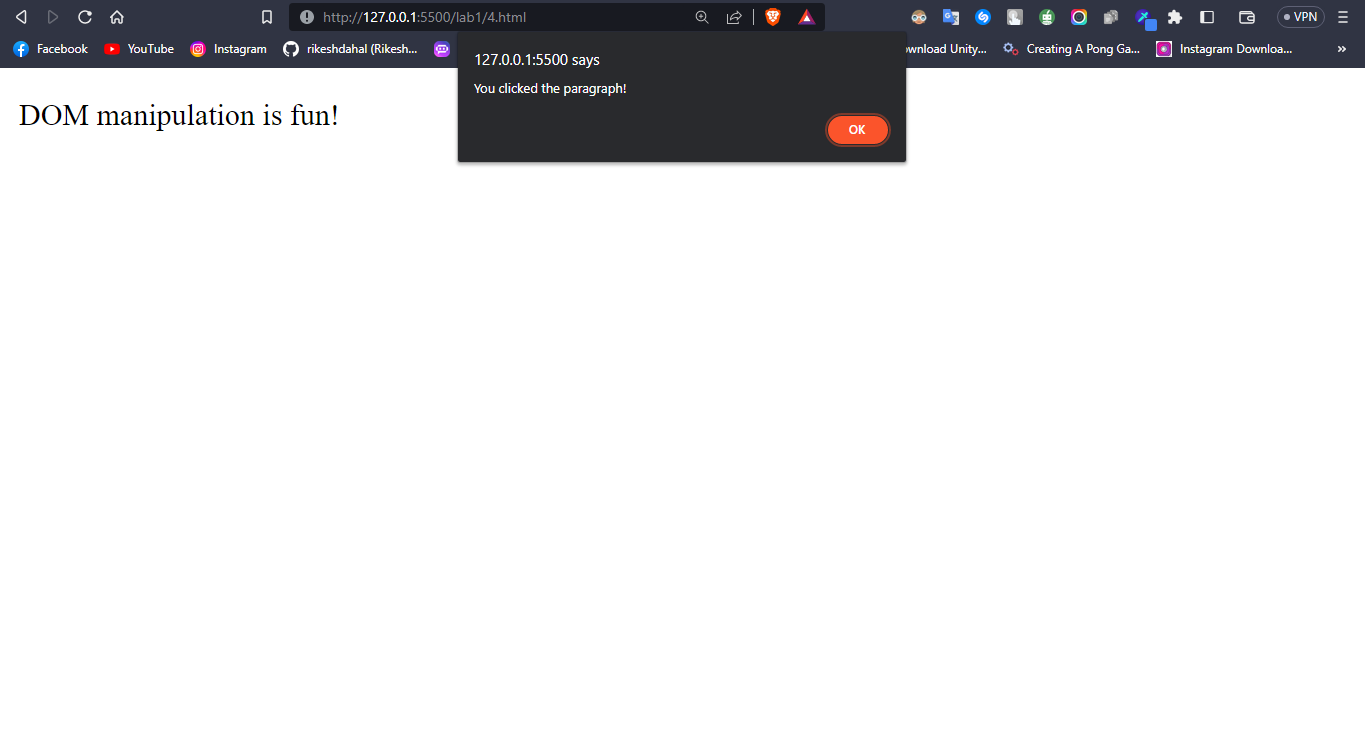 http://127.0.0.1:5500/lab1/4.html
VPN
Facebook
YouTube
Instagram
rikeshdahal (Rikesh...
Unity...
Creating A Pong Ga...
Instagram Downloa...
127.0.0.1:5500 says
You clicked the paragraph!
OK
DOM manipulation is fun!